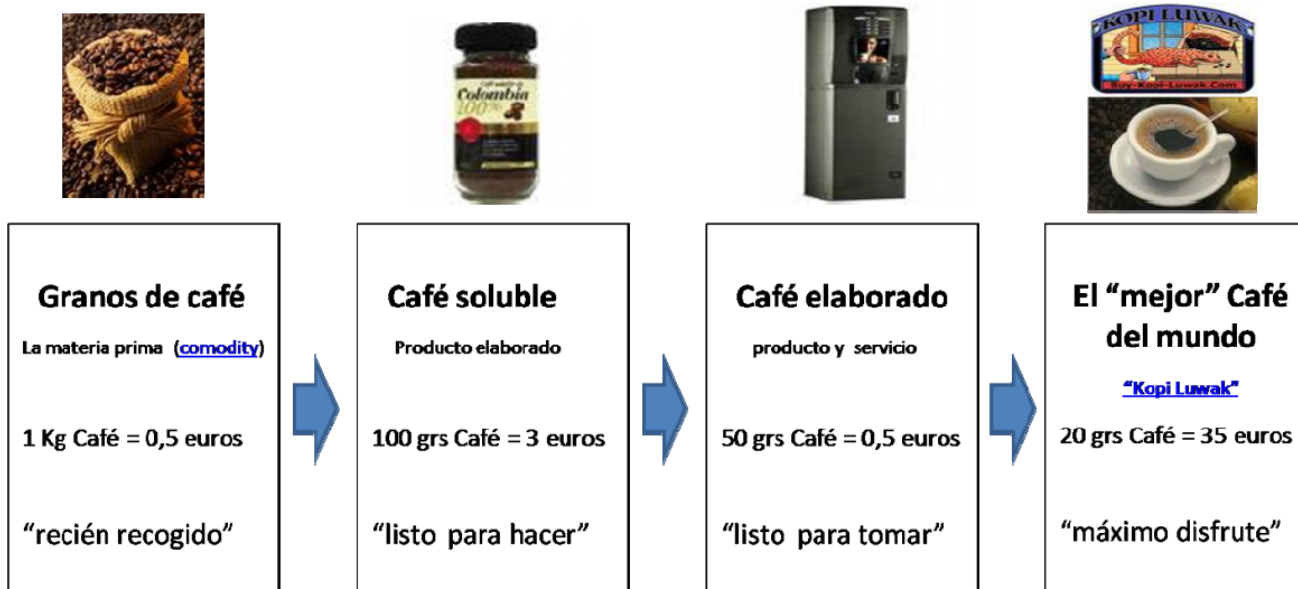 KOPI LUWAK
Buy-Kopi-Luwak.Com
Colombia
100%
Granos de café
La materia prima (comodity)
1 Kg Café = 0,5 euros
“recién recogido”
Café soluble
Producto elaborado
100 grs Café = 3 euros
“listo para hacer”
Café elaborado
producto y servicio
50 grs Café = 0,5 euros
“listo para tomar”
El “mejor” Café
del mundo
“Kopi Luwak”
20 grs Café = 35 euros
“máximo disfrute”